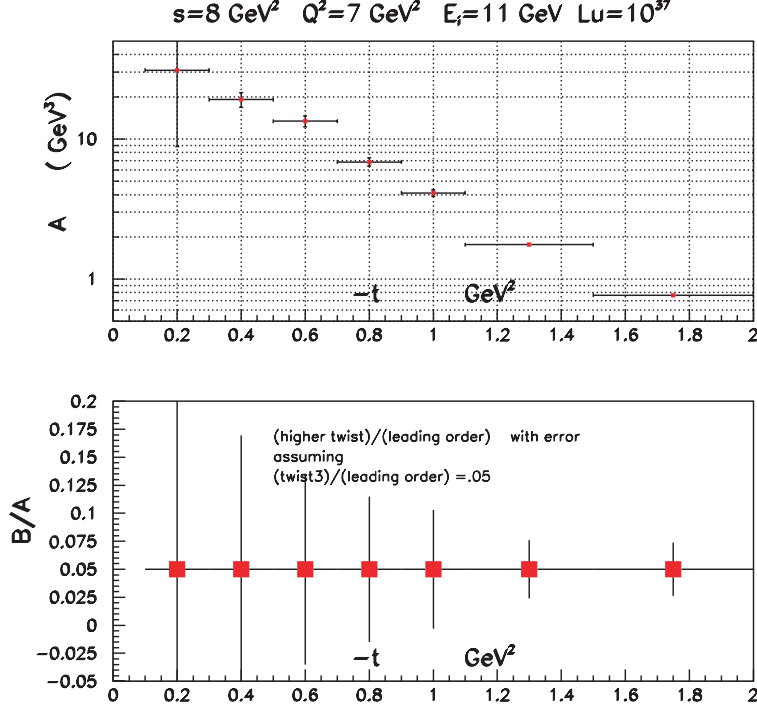 s=8 GeV² Q²=7 GeV² Eᵢ=11 GeV Lu=10³⁷
A (GeV³)
10
1
−t GeV²
0 0.2 0.4 0.6 0.8 1 1.2 1.4 1.6 1.8 2
B/A
0.2
0.175
0.15
0.125
0.1
0.075
0.05
0.025
0
−0.025
−0.05
(higher twist)/(leading order) with error
assuming
(twist3)/(leading order) =.05
−t GeV²
0 0.2 0.4 0.6 0.8 1 1.2 1.4 1.6 1.8 2